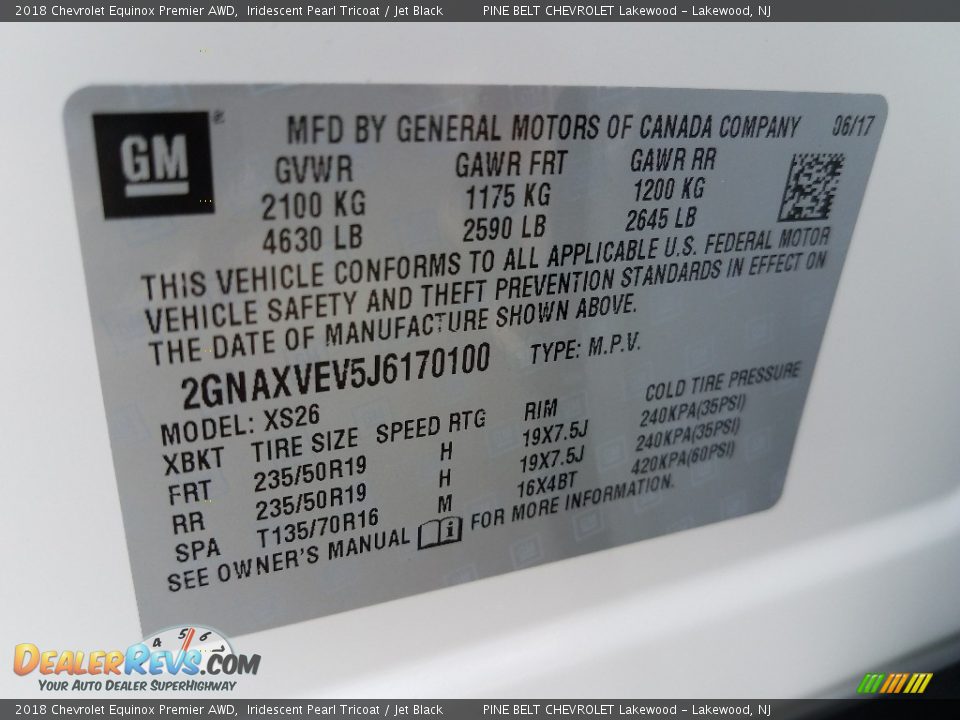 2018 Chevrolet Equinox Premier AWD, Iridescent Pearl Tricoat / Jet Black PINE BELT CHEVROLET Lakewood - Lakewood, NJ
GM
MFD BY GENERAL MOTORS OF CANADA COMPANY 06/17
GVWR GAWR FRT GAWR RR
2100 KG 1175 KG 1200 KG
4630 LB 2590 LB 2645 LB
THIS VEHICLE CONFORMS TO ALL APPLICABLE U.S. FEDERAL MOTOR
VEHICLE SAFETY AND THEFT PREVENTION STANDARDS IN EFFECT ON
THE DATE OF MANUFACTURE SHOWN ABOVE.
2GNAXVEV5J6170100 TYPE: M.P.V.
MODEL: XS26
XBKT TIRE SIZE SPEED RTG RIM COLD TIRE PRESSURE
FRT 235/50R19 H 19X7.5J 240KPA(35PSI)
RR 235/50R19 H 19X7.5J 240KPA(35PSI)
SPA T135/70R16 M 16X4BT 420KPA(60PSI)
SEE OWNER'S MANUAL i FOR MORE INFORMATION.
4 5 6
DEALERREVS.COM
YOUR AUTO DEALER SUPERHIGHWAY
2018 Chevrolet Equinox Premier AWD, Iridescent Pearl Tricoat / Jet Black PINE BELT CHEVROLET Lakewood - Lakewood, NJ